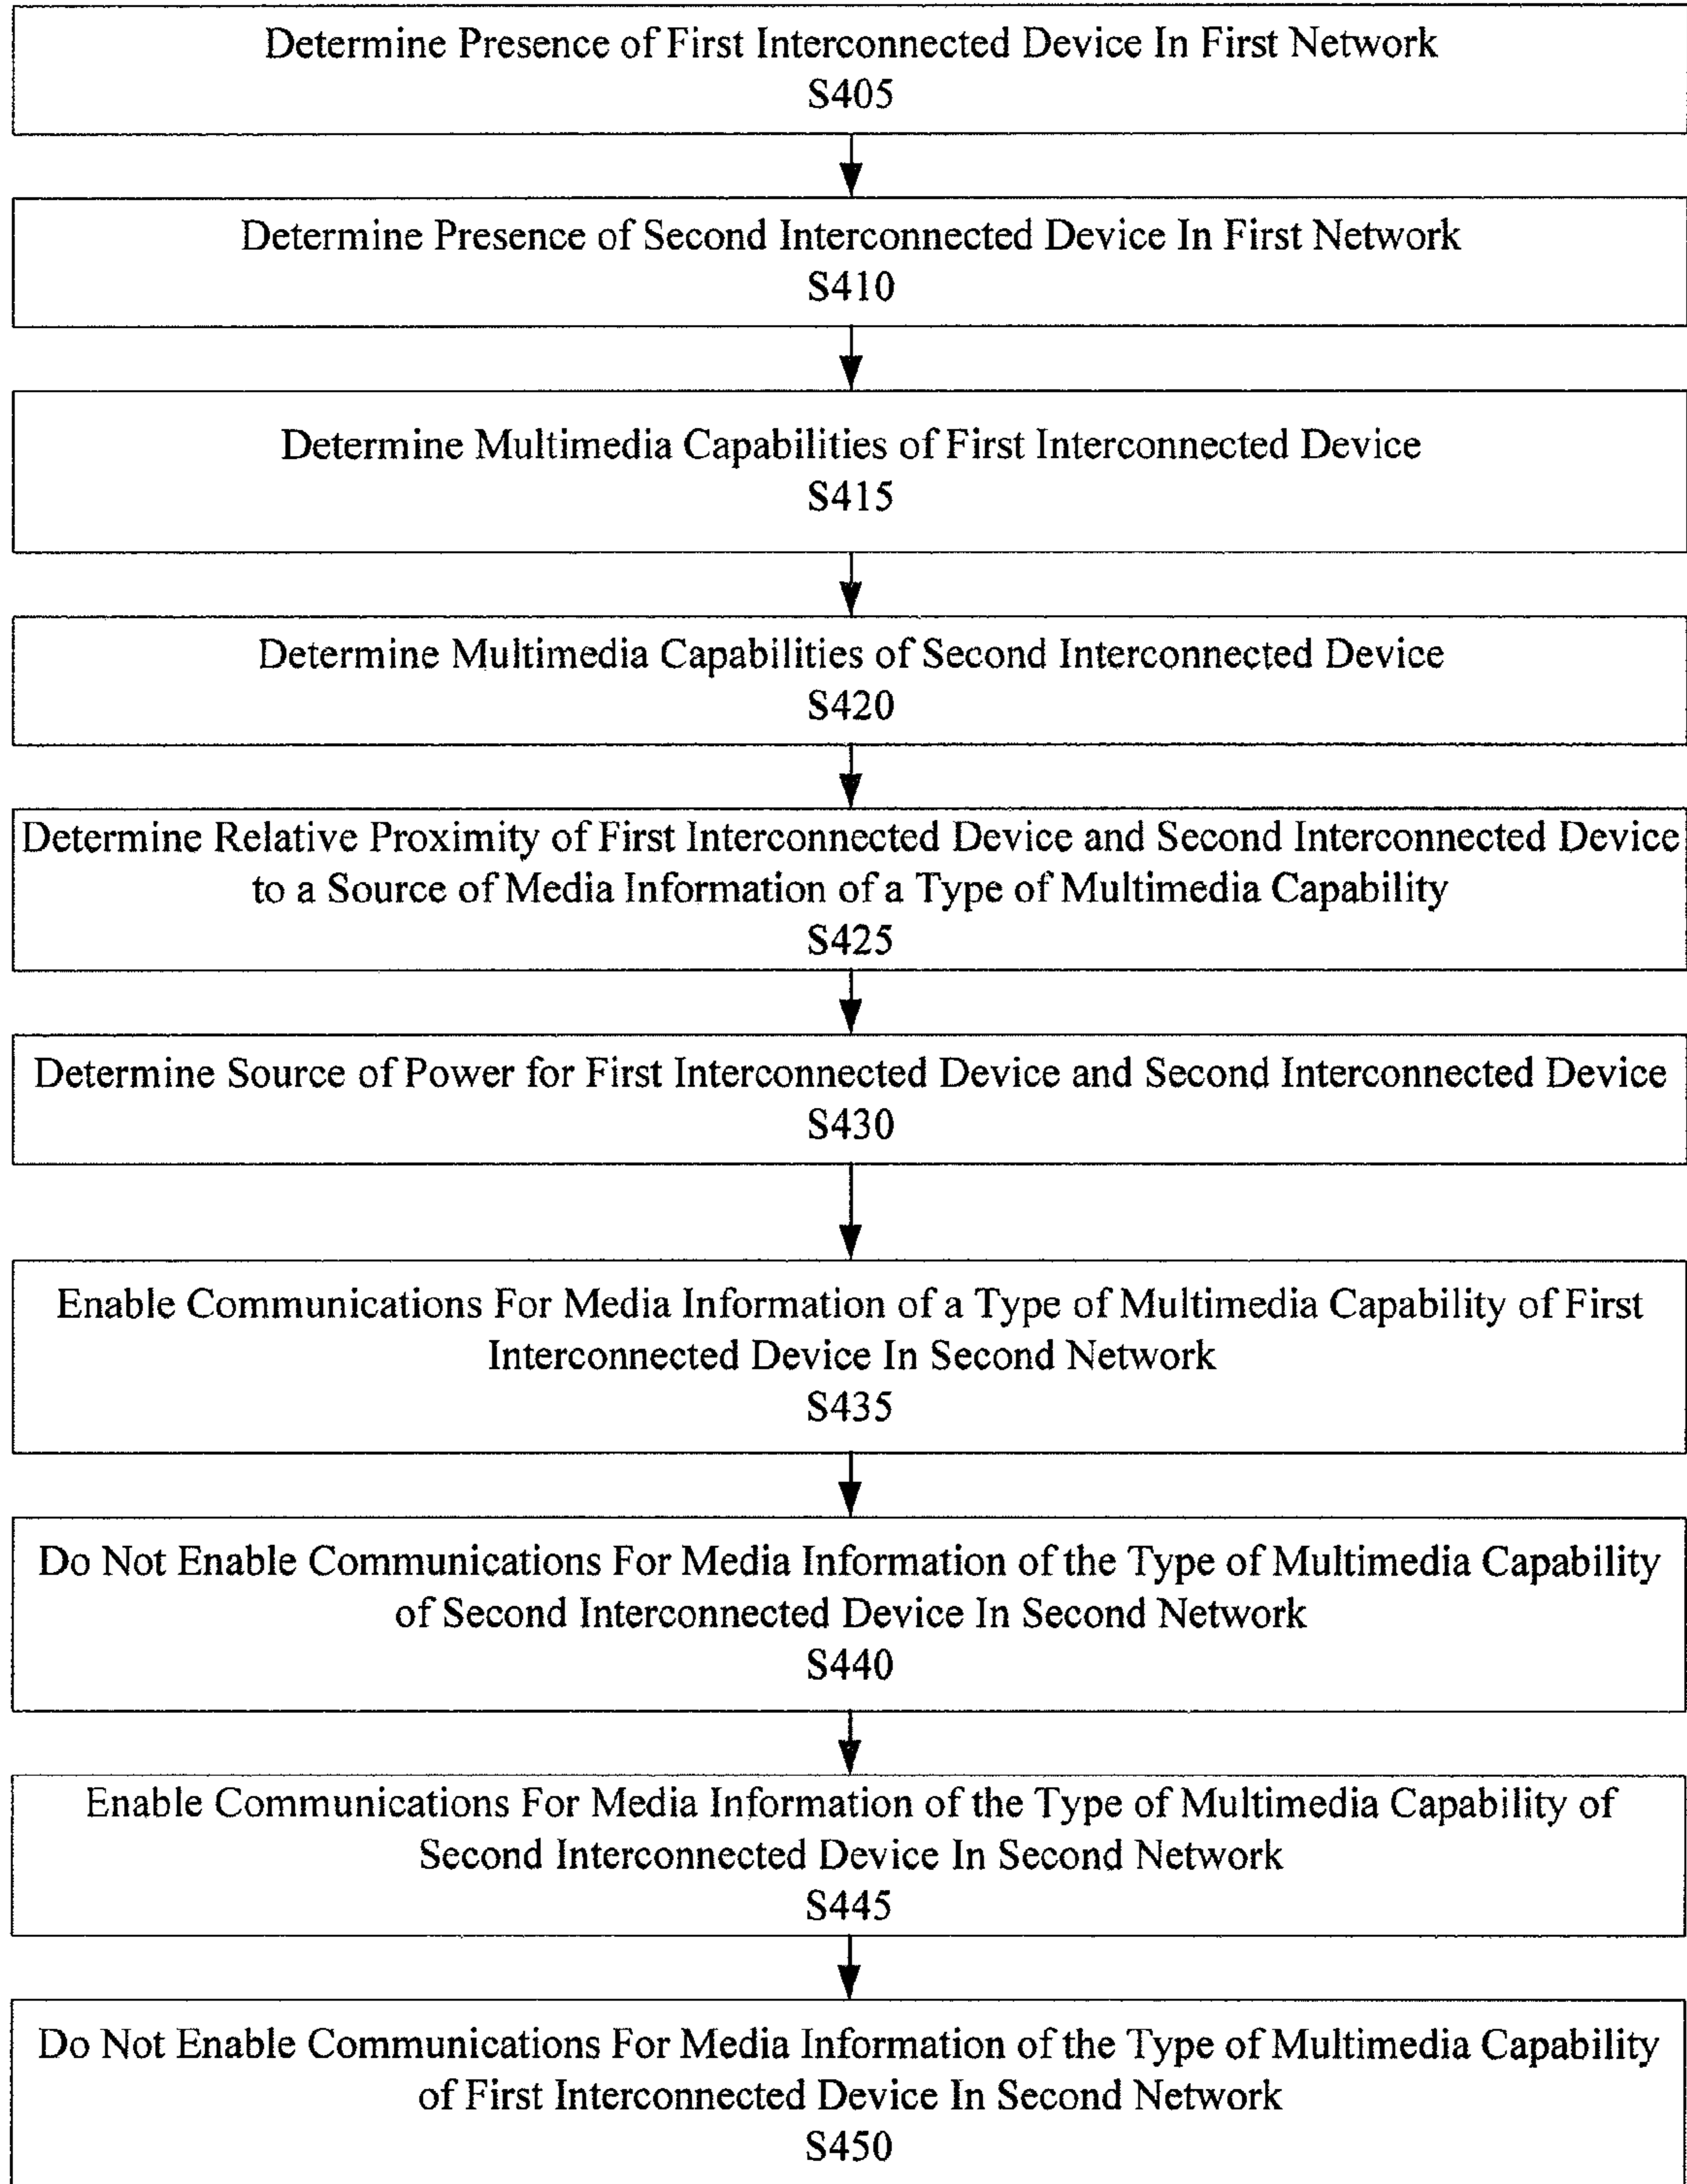 Determine Presence of First Interconnected Device In First Network
S405
Determine Presence of Second Interconnected Device In First Network
S410
Determine Multimedia Capabilities of First Interconnected Device
S415
Determine Multimedia Capabilities of Second Interconnected Device
S420
Determine Relative Proximity of First Interconnected Device and Second Interconnected Device
to a Source of Media Information of a Type of Multimedia Capability
S425
Determine Source of Power for First Interconnected Device and Second Interconnected Device
S430
Enable Communications For Media Information of a Type of Multimedia Capability of First
Interconnected Device In Second Network
S435
Do Not Enable Communications For Media Information of the Type of Multimedia Capability
of Second Interconnected Device In Second Network
S440
Enable Communications For Media Information of the Type of Multimedia Capability of
Second Interconnected Device In Second Network
S445
Do Not Enable Communications For Media Information of the Type of Multimedia Capability
of First Interconnected Device In Second Network
S450